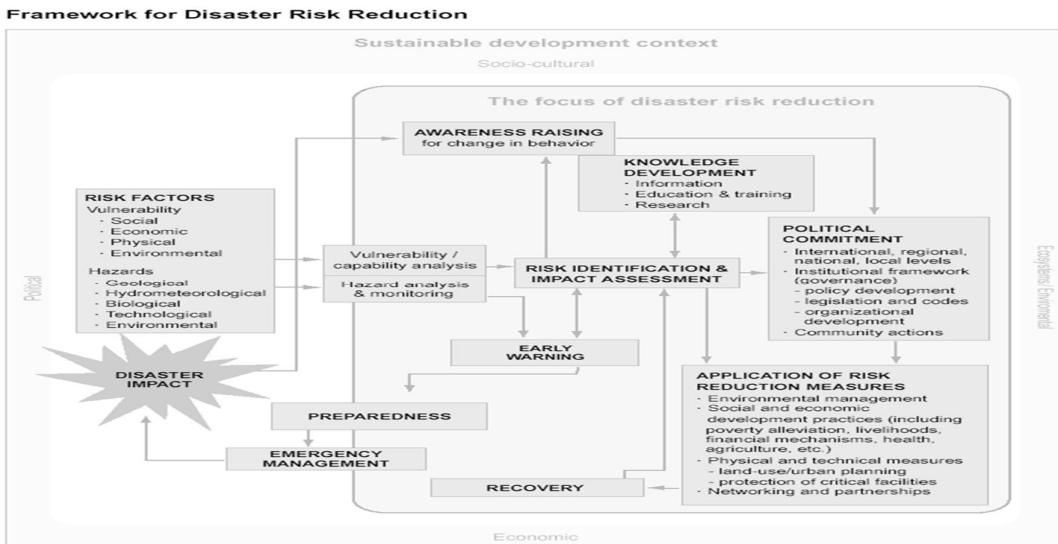 Framework for Disaster Risk Reduction
Sustainable development context
Socio-cultural
The focus of disaster risk reduction
AWARENESS RAISING
for change in behavior
KNOWLEDGE
DEVELOPMENT
· Information
· Education & training
· Research
RISK FACTORS
Vulnerability
· Social
· Economic
· Physical
· Environmental
Hazards
· Geological
· Hydrometeorological
· Biological
· Technological
· Environmental
Vulnerability /
capability analysis
Hazard analysis
& monitoring
RISK IDENTIFICATION &
IMPACT ASSESSMENT
POLITICAL
COMMITMENT
· International, regional,
national, local levels
· Institutional framework
(governance)
- policy development
- legislation and codes
- organizational
development
· Community actions
Political
Ecosystems/ Enviromental
EARLY
WARNING
DISASTER
IMPACT
PREPAREDNESS
EMERGENCY
MANAGEMENT
RECOVERY
APPLICATION OF RISK
REDUCTION MEASURES
· Environmental management
· Social and economic
development practices (including
poverty alleviation, livelihoods,
financial mechanisms, health,
agriculture, etc.)
· Physical and technical measures
- land-use/urban planning
- protection of critical facilities
· Networking and partnerships
Economic